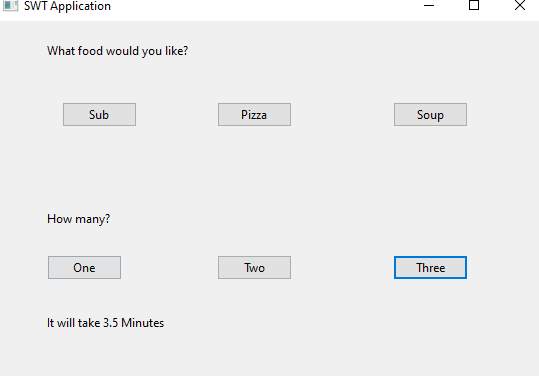 SWT Application
What food would you like?
Sub Pizza Soup
How many?
One Two Three
It will take 3.5 Minutes